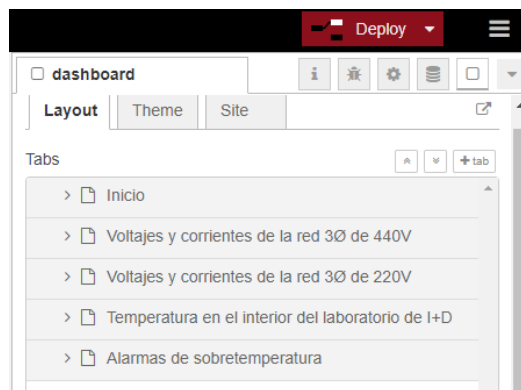 Deploy
dashboard
i
Layout
Theme
Site
Tabs
+ tab
Inicio
Voltajes y corrientes de la red 3Ø de 440V
Voltajes y corrientes de la red 3Ø de 220V
Temperatura en el interior del laboratorio de I+D
Alarmas de sobretemperatura